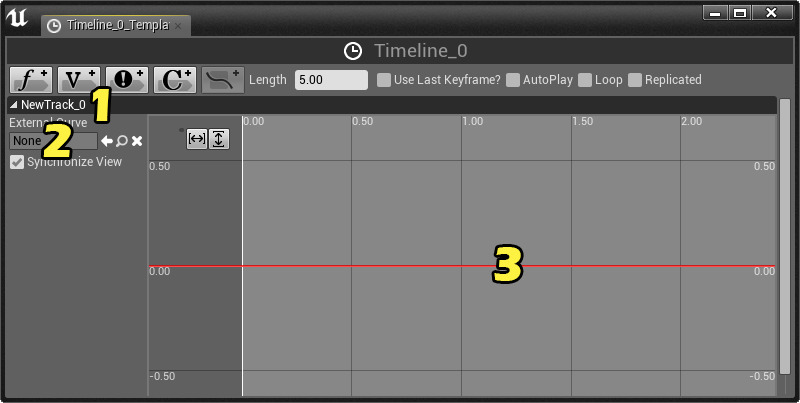 Timeline_0_Templa
Timeline_0
f V C Length 5.00 Use Last Keyframe? AutoPlay Loop Replicated
NewTrack_0 1
External Curve 0.00 0.50 1.00 1.50 2.00
None 2
Synchronize View 0.50 0.50
3
0.00 0.00
-0.50 -0.50